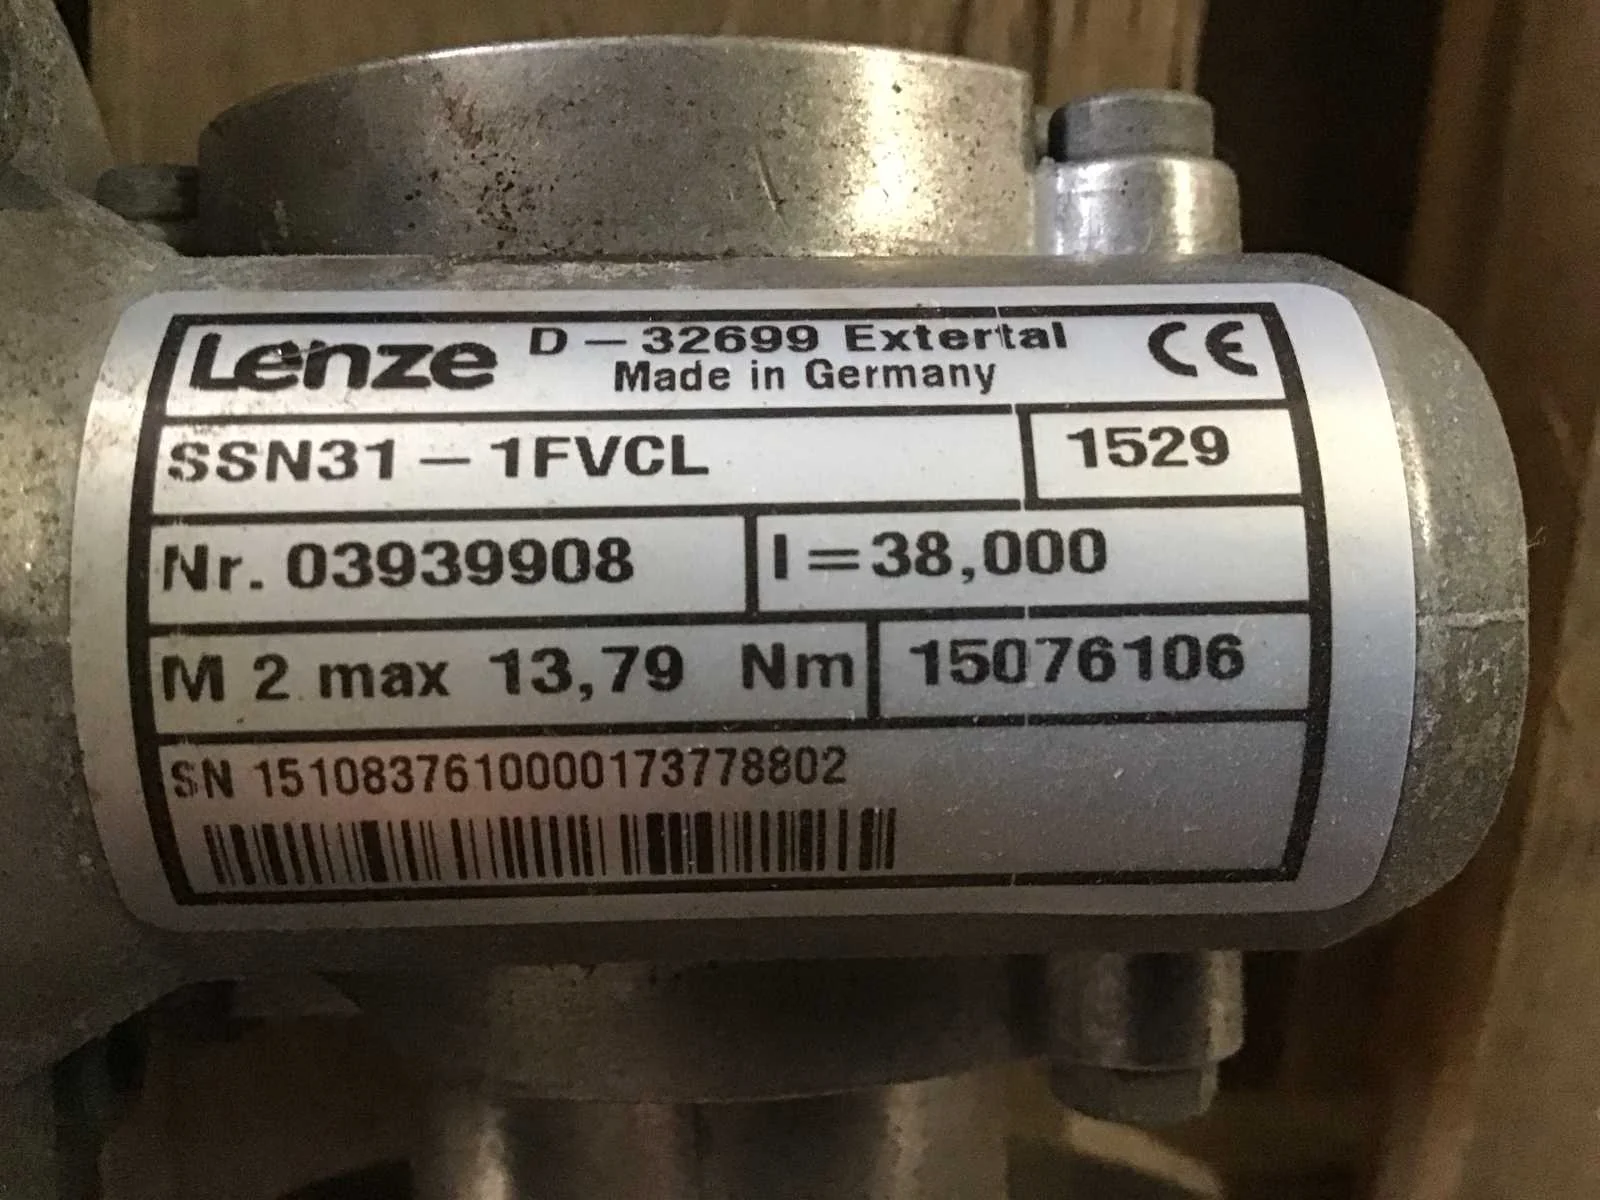 Lenze D – 32699 Extertal CE
Made in Germany
SSN31 – 1FVCL 1529
Nr. 03939908 I = 38,000
M 2 max 13,79 Nm 15076106
SN 1510837610000173778802